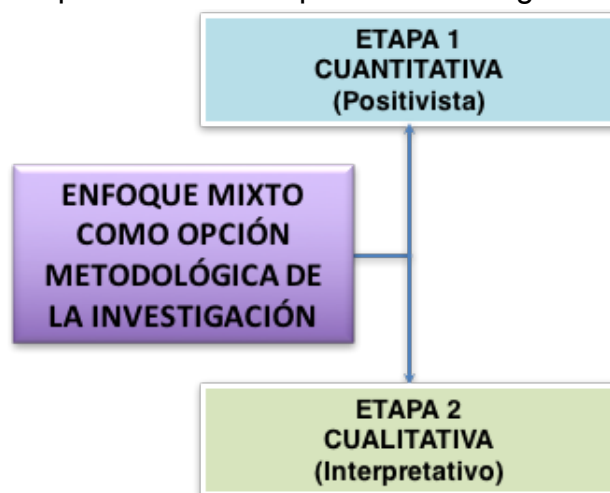 ETAPA 1
CUANTITATIVA
(Positivista)
ENFOQUE MIXTO
COMO OPCIÓN
METODOLÓGICA DE
LA INVESTIGACIÓN
ETAPA 2
CUALITATIVA
(Interpretativo)